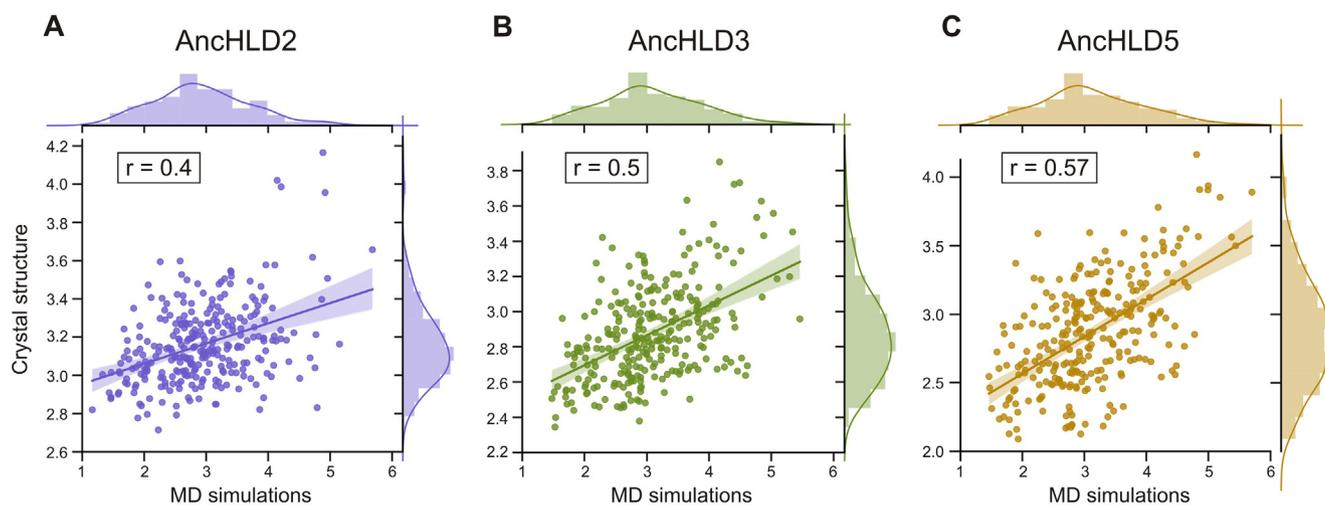 A
AncHLD2
r = 0.4
Crystal structure
4.2
4.0
3.8
3.6
3.4
3.2
3.0
2.8
2.6
1 2 3 4 5 6
MD simulations
B
AncHLD3
r = 0.5
3.8
3.6
3.4
3.2
3.0
2.8
2.6
2.4
2.2
1 2 3 4 5 6
MD simulations
C
AncHLD5
r = 0.57
4.0
3.5
3.0
2.5
2.0
1 2 3 4 5 6
MD simulations